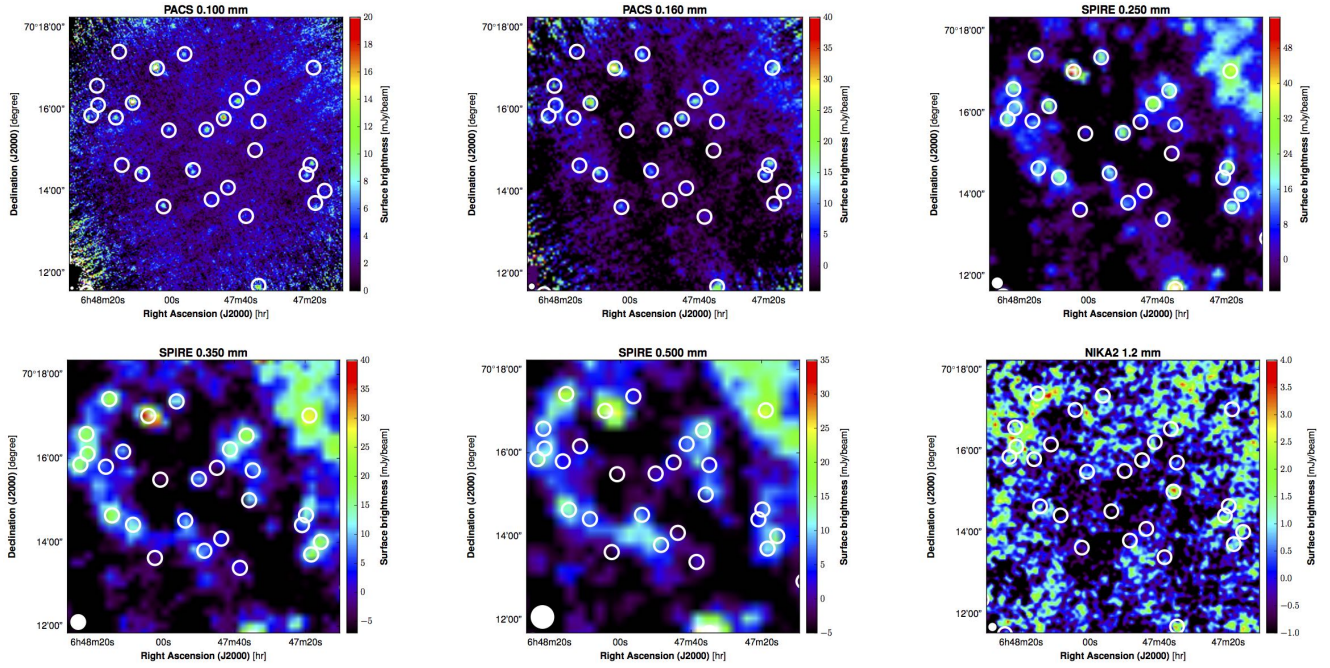 PACS 0.100 mm
70°18'00"
16'00"
14'00"
12'00"
Declination (J2000) [degree]
6h48m20s 00s 47m40s 47m20s
Right Ascension (J2000) [hr]
20
18
16
14
12
10
8
6
4
2
0
Surface brightness [mJy/beam]
PACS 0.160 mm
70°18'00"
16'00"
14'00"
12'00"
Declination (J2000) [degree]
6h48m20s 00s 47m40s 47m20s
Right Ascension (J2000) [hr]
40
35
30
25
20
15
10
5
0
−5
Surface brightness [mJy/beam]
SPIRE 0.250 mm
70°18'00"
16'00"
14'00"
12'00"
Declination (J2000) [degree]
6h48m20s 00s 47m40s 47m20s
Right Ascension (J2000) [hr]
48
40
32
24
16
8
0
Surface brightness [mJy/beam]
SPIRE 0.350 mm
70°18'00"
16'00"
14'00"
12'00"
Declination (J2000) [degree]
6h48m20s 00s 47m40s 47m20s
Right Ascension (J2000) [hr]
40
35
30
25
20
15
10
5
0
−5
Surface brightness [mJy/beam]
SPIRE 0.500 mm
70°18'00"
16'00"
14'00"
12'00"
Declination (J2000) [degree]
6h48m20s 00s 47m40s 47m20s
Right Ascension (J2000) [hr]
35
30
25
20
15
10
5
0
−5
Surface brightness [mJy/beam]
NIKA2 1.2 mm
70°18'00"
16'00"
14'00"
12'00"
Declination (J2000) [degree]
6h48m20s 00s 47m40s 47m20s
Right Ascension (J2000) [hr]
4.0
3.5
3.0
2.5
2.0
1.5
1.0
0.5
0.0
−0.5
−1.0
Surface brightness [mJy/beam]